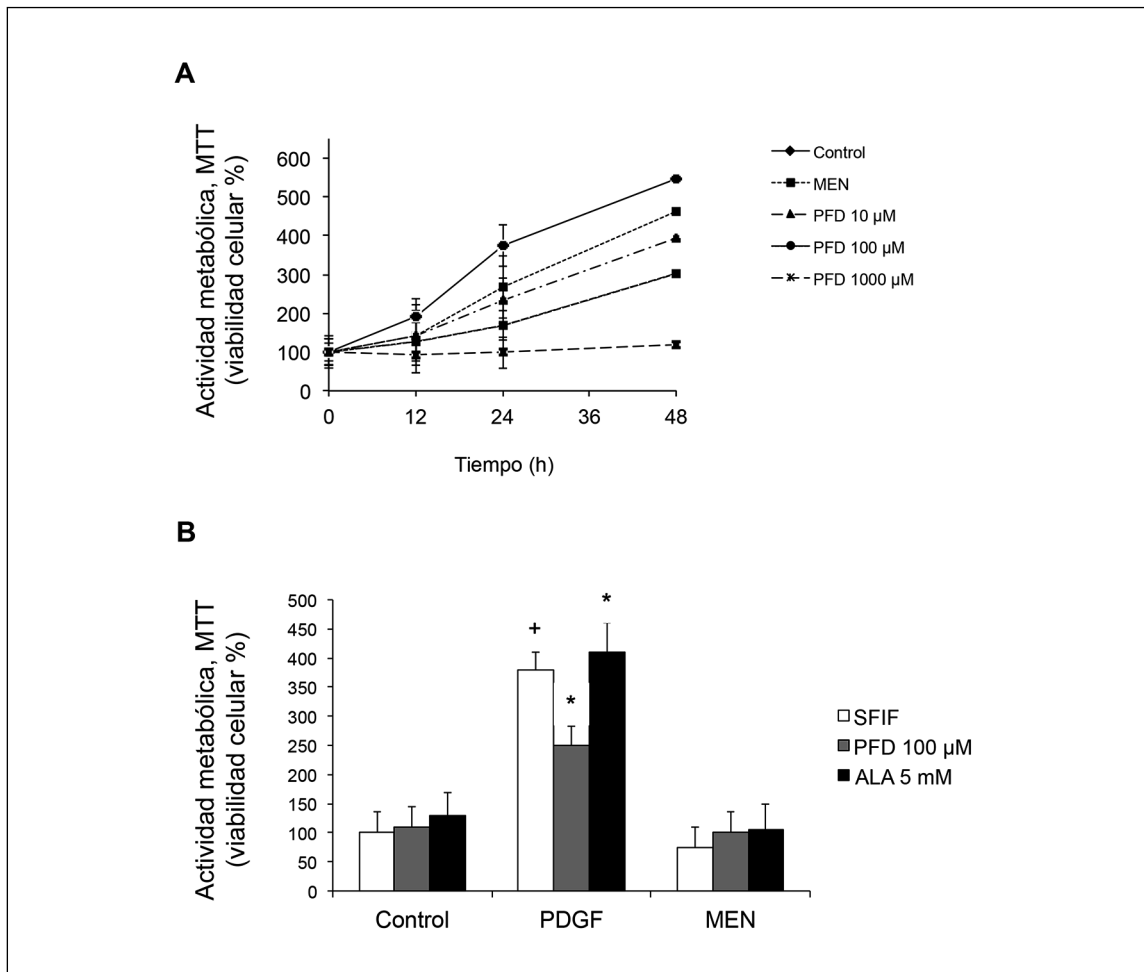 A
Actividad metabólica, MTT
(viabilidad celular %)
600
500
400
300
200
100
0
0 12 24 36 48
Tiempo (h)
Control
MEN
PFD 10 µM
PFD 100 µM
PFD 1000 µM
B
Actividad metabólica, MTT
(viabilidad celular %)
500
450
400
350
300
250
200
150
100
50
0
+
*
*
Control PDGF MEN
SFIF
PFD 100 µM
ALA 5 mM